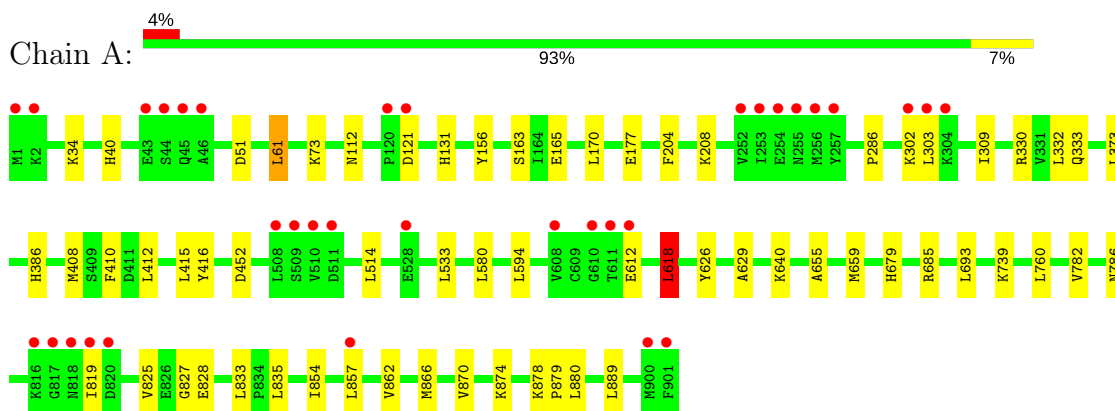 4%
Chain A:
93%
7%
M1 K2 K34 H40 E43 S44 Q45 A46 D51 L61 K73 N112 P120 D121 H131 Y156 S163 I164 E165 L170 E177 F204 K208 V252 I253 E254 N255 M256 Y257 P286 K302 L303 K304 I309 R330 V331 L332 Q333
H386 M408 S409 F410 D411 L412 L415 Y416 D452 L508 S509 V510 D511 L514 E528 L533 L580 L594 V608 C609 G610 T611 E612 L618 Y626 A629 K640 A655 M659 H679 R685 L693 K739 L760 V782
K816 G817 N818 I819 D820 V825 E826 G827 E828 L833 P834 L835 I854 L857 V862 M866 V870 K874 K878 P879 L880 L889 M900 F901